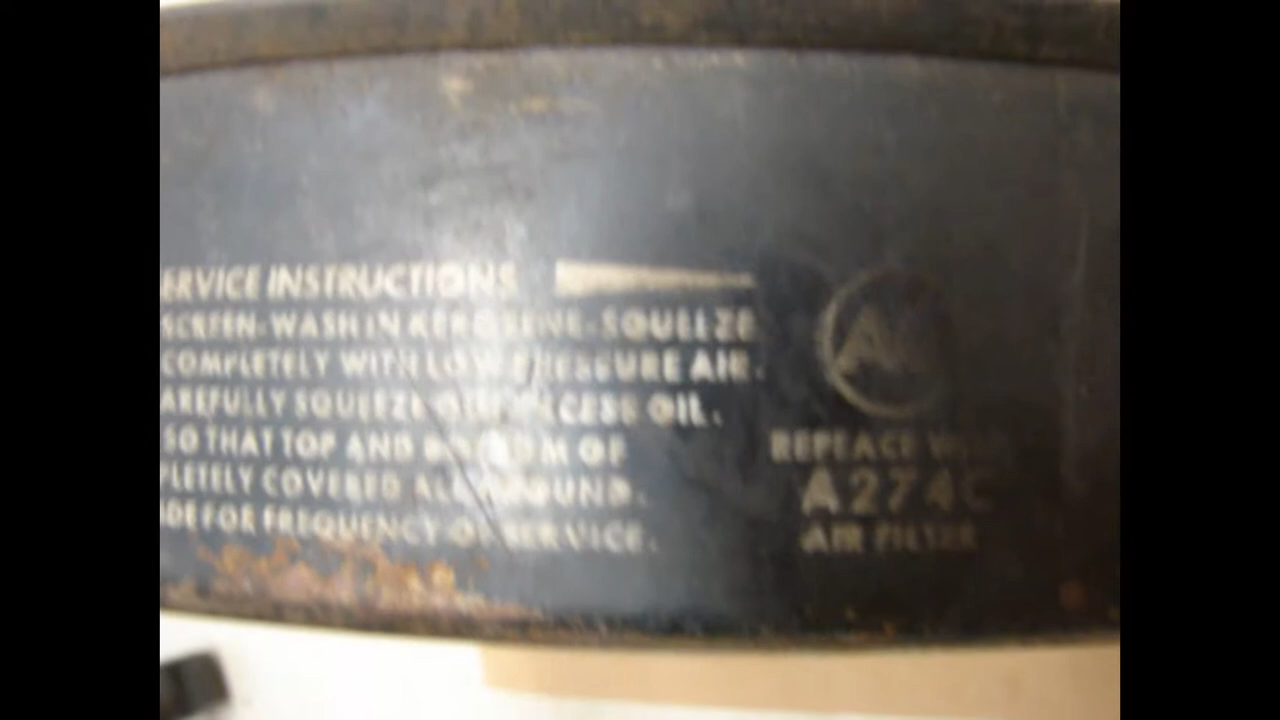 ERVICE INSTRUCTIONS
SCREEN-WASH IN KEROSENE-SQUEEZE
COMPLETELY WITH LOW PRESSURE AIR.
AREFULLY SQUEEZE OUT EXCESS OIL.
SO THAT TOP AND BOTTOM OF
PLETELY COVERED ALL AROUND.
IDE FOR FREQUENCY OF SERVICE.
A
REPLACE WITH
A274C
AIR FILTER